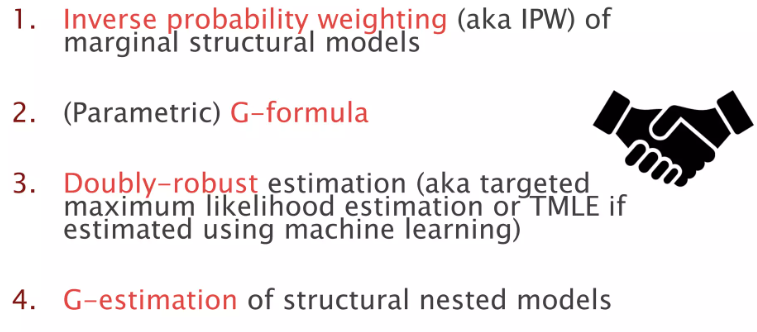 1. Inverse probability weighting (aka IPW) of
marginal structural models
2. (Parametric) G-formula
3. Doubly-robust estimation (aka targeted
maximum likelihood estimation or TMLE if
estimated using machine learning)
4. G-estimation of structural nested models